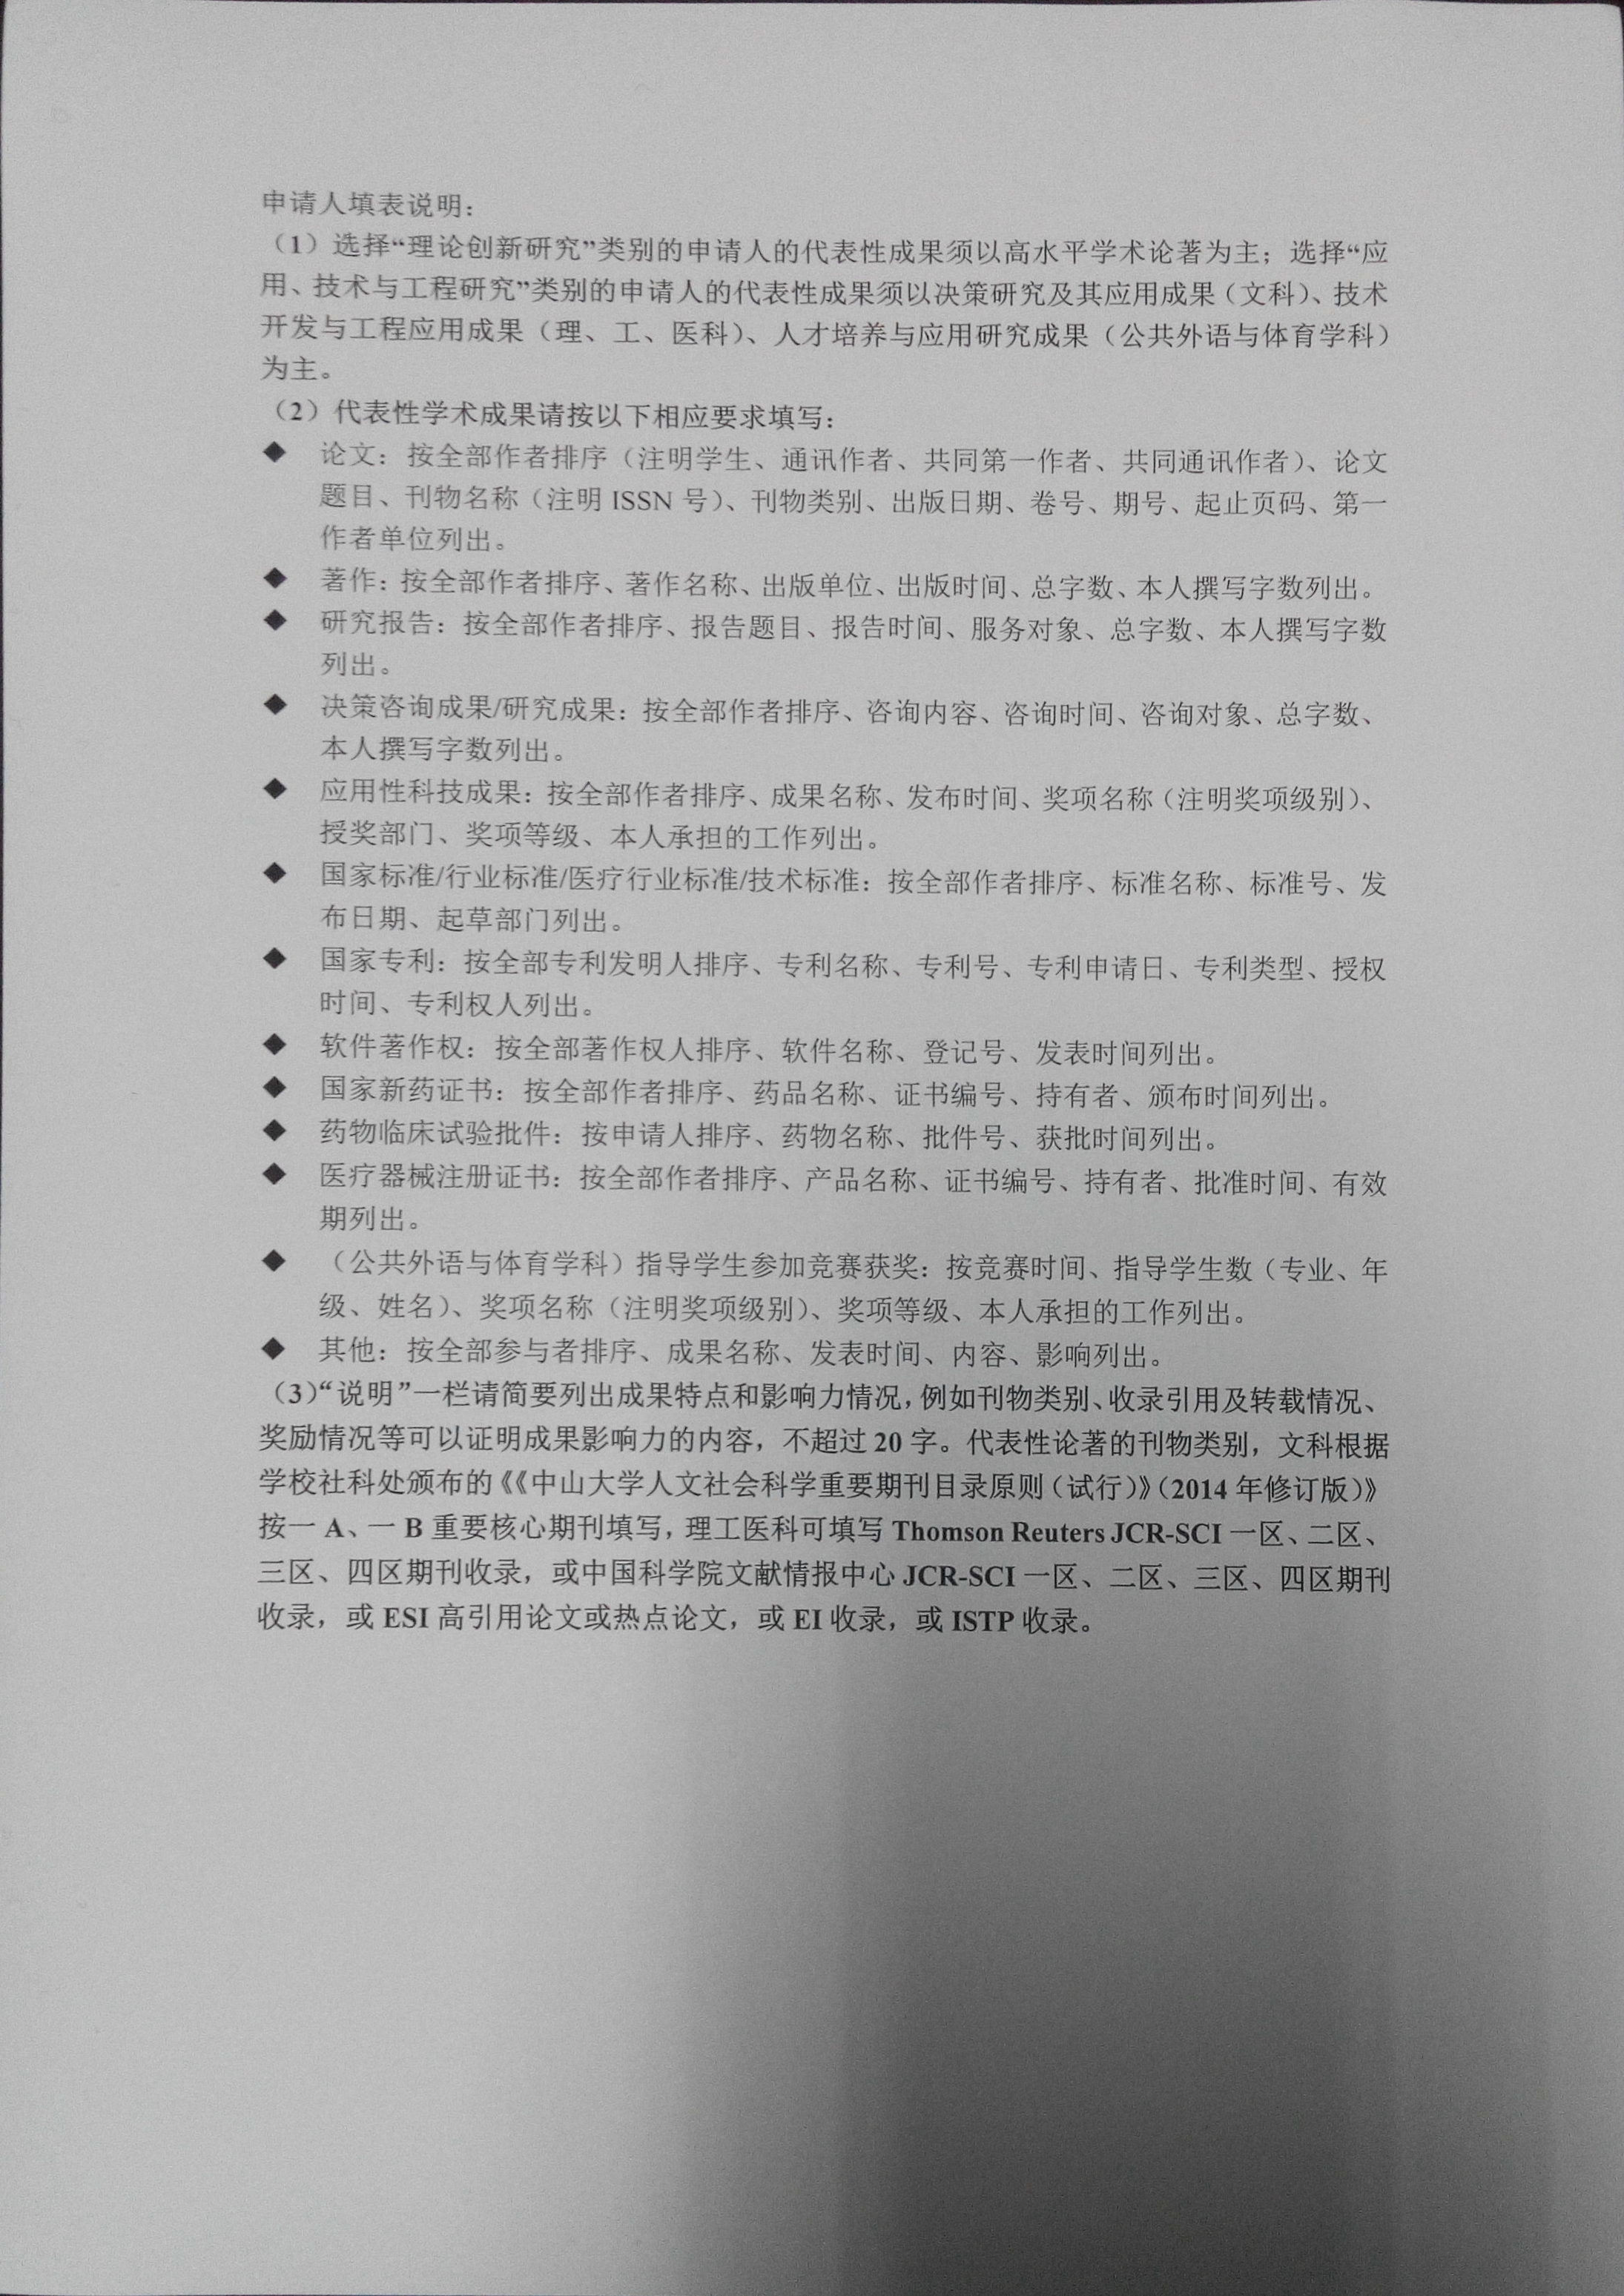 申请人填表说明：
（1）选择“理论创新研究”类别的申请人的代表性成果须以高水平学术论著为主；选择“应
用、技术与工程研究”类别的申请人的代表性成果须以决策研究及其应用成果（文科）、技术
开发与工程应用成果（理、工、医科）、人才培养与应用研究成果（公共外语与体育学科）
为主。
（2）代表性学术成果请按以下相应要求填写：
◆ 论文：按全部作者排序（注明学生、通讯作者、共同第一作者、共同通讯作者）、论文
题目、刊物名称（注明 ISSN 号）、刊物类别、出版日期、卷号、期号、起止页码、第一
作者单位列出。
◆ 著作：按全部作者排序、著作名称、出版单位、出版时间、总字数、本人撰写字数列出。
◆ 研究报告：按全部作者排序、报告题目、报告时间、服务对象、总字数、本人撰写字数
列出。
◆ 决策咨询成果/研究成果：按全部作者排序、咨询内容、咨询时间、咨询对象、总字数、
本人撰写字数列出。
◆ 应用性科技成果：按全部作者排序、成果名称、发布时间、奖项名称（注明奖项级别）、
授奖部门、奖项等级、本人承担的工作列出。
◆ 国家标准/行业标准/医疗行业标准/技术标准：按全部作者排序、标准名称、标准号、发
布日期、起草部门列出。
◆ 国家专利：按全部专利发明人排序、专利名称、专利号、专利申请日、专利类型、授权
时间、专利权人列出。
◆ 软件著作权：按全部著作权人排序、软件名称、登记号、发表时间列出。
◆ 国家新药证书：按全部作者排序、药品名称、证书编号、持有者、颁布时间列出。
◆ 药物临床试验批件：按申请人排序、药物名称、批件号、获批时间列出。
◆ 医疗器械注册证书：按全部作者排序、产品名称、证书编号、持有者、批准时间、有效
期列出。
◆ （公共外语与体育学科）指导学生参加竞赛获奖：按竞赛时间、指导学生数（专业、年
级、姓名）、奖项名称（注明奖项级别）、奖项等级、本人承担的工作列出。
◆ 其他：按全部参与者排序、成果名称、发表时间、内容、影响列出。
（3）“说明”一栏请简要列出成果特点和影响力情况，例如刊物类别、收录引用及转载情况、
奖励情况等可以证明成果影响力的内容，不超过 20 字。代表性论著的刊物类别，文科根据
学校社科处颁布的《《中山大学人文社会科学重要期刊目录原则（试行）》（2014 年修订版）》
按一 A、一 B 重要核心期刊填写，理工医科可填写 Thomson Reuters JCR-SCI 一区、二区、
三区、四区期刊收录，或中国科学院文献情报中心 JCR-SCI 一区、二区、三区、四区期刊
收录，或 ESI 高引用论文或热点论文，或 EI 收录，或 ISTP 收录。